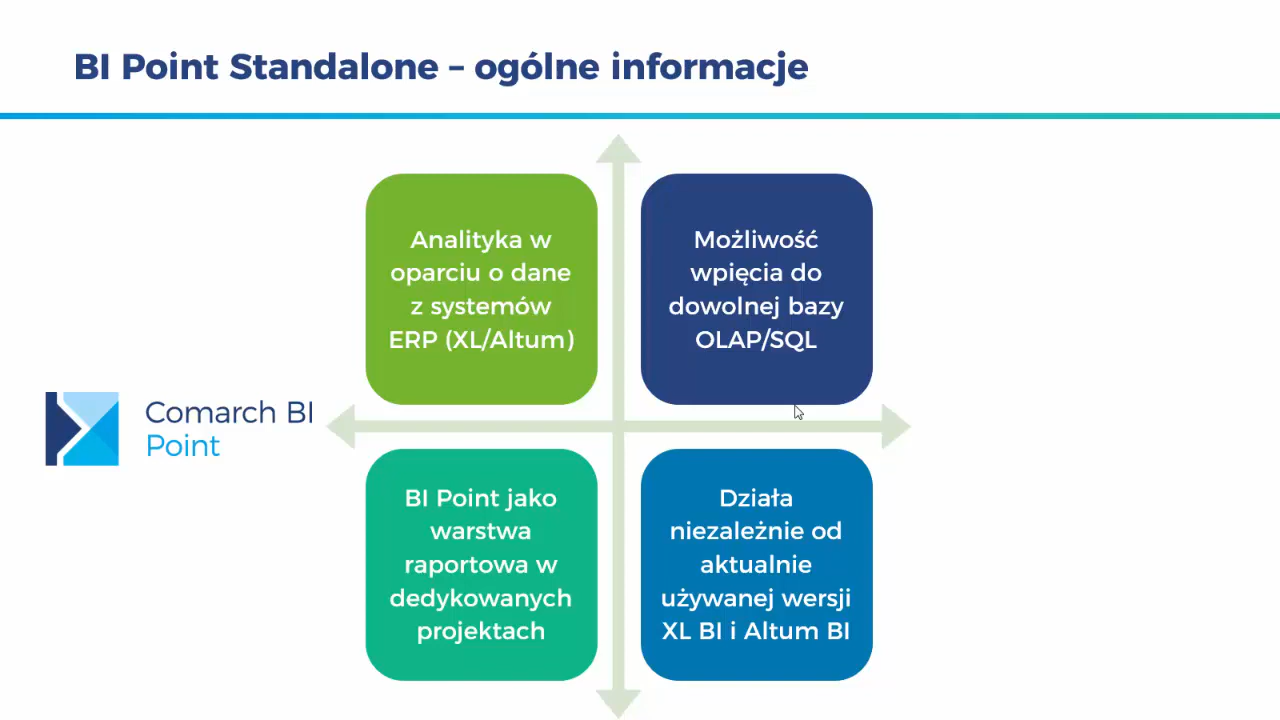 BI Point Standalone – ogólne informacje
Analityka w
oparciu o dane
z systemów
ERP (XL/Altum)
Możliwość
wpięcia do
dowolnej bazy
OLAP/SQL
Comarch BI
Point
BI Point jako
warstwa
raportowa w
dedykowanych
projektach
Działa
niezależnie od
aktualnie
używanej wersji
XL BI i Altum BI